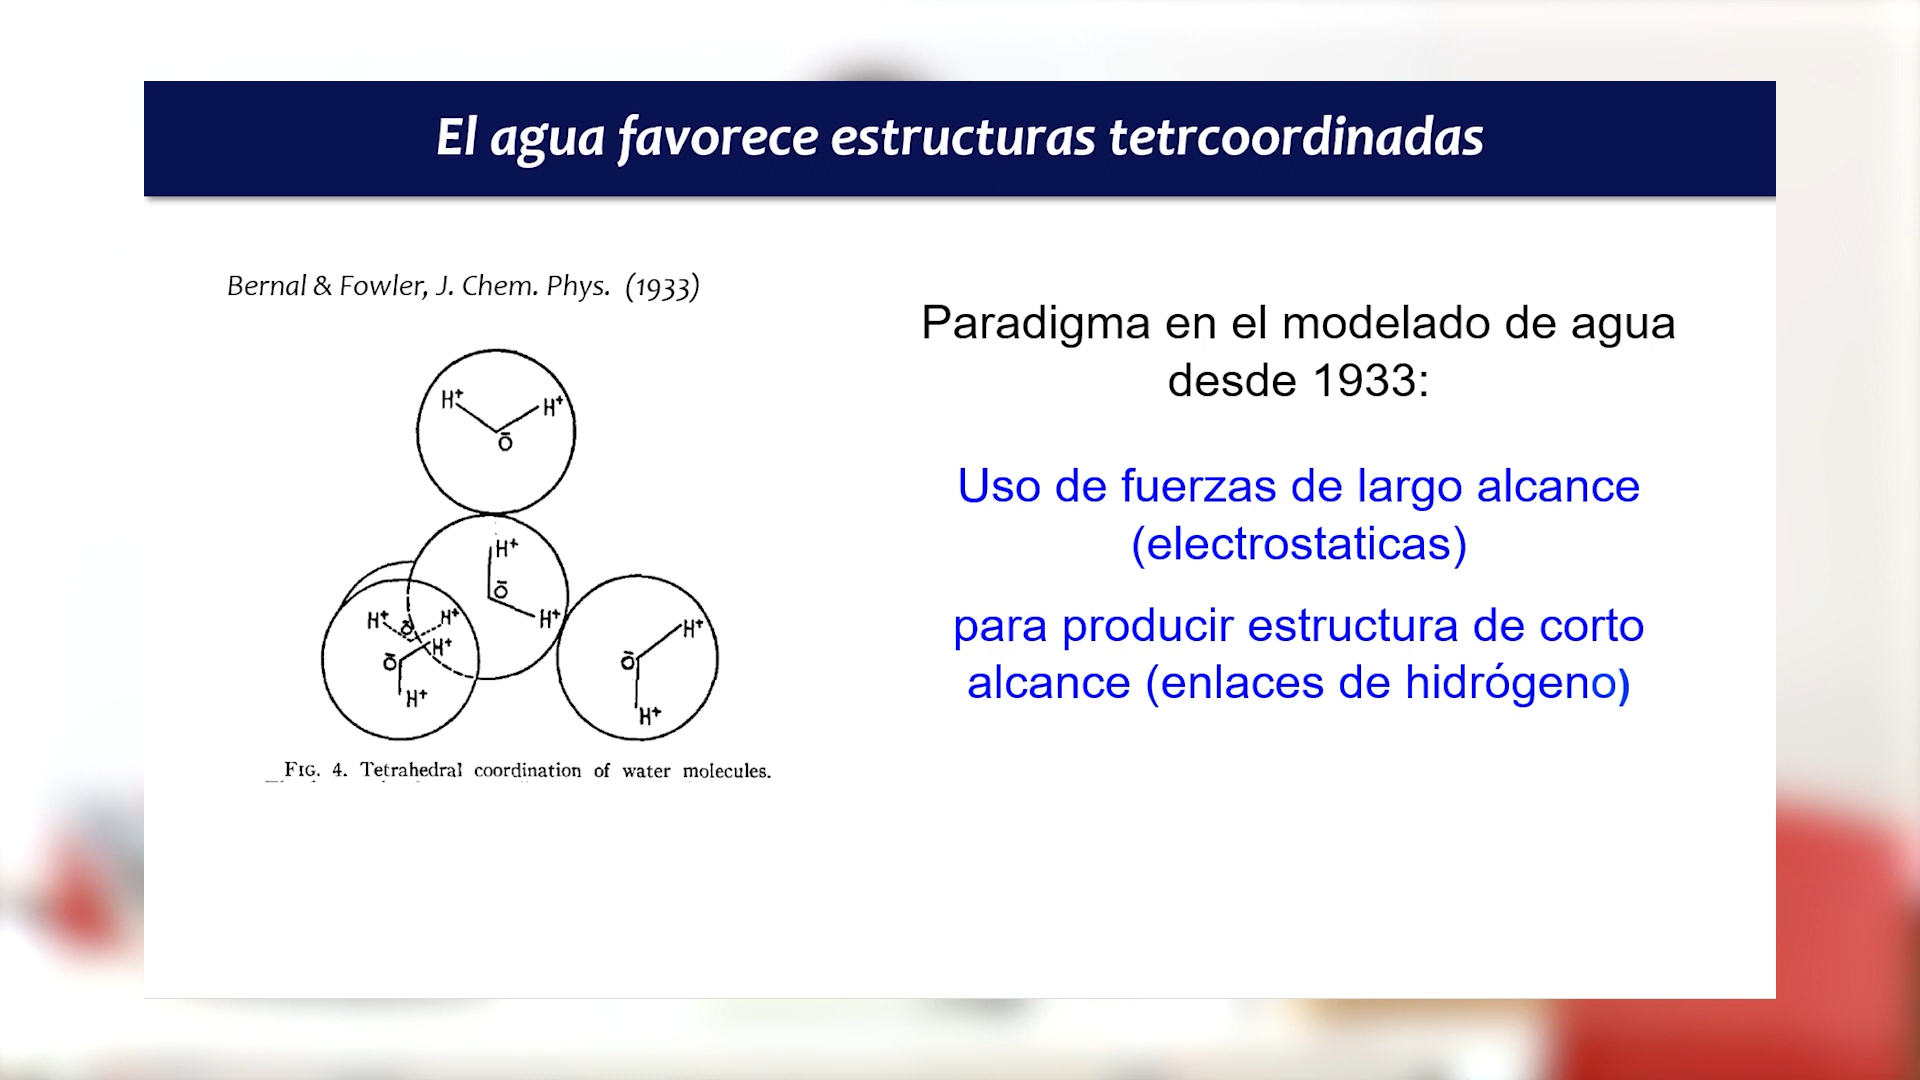 El agua favorece estructuras tetrcoordinadas
Bernal & Fowler, J. Chem. Phys. (1933)
Paradigma en el modelado de agua
desde 1933:
Uso de fuerzas de largo alcance
(electrostaticas)
para producir estructura de corto
alcance (enlaces de hidrógeno)
H+ H+
Ō
H+
Ō
H+
H+ H+
O
H+
Ō
H+
H+
Ō
H+
FIG. 4. Tetrahedral coordination of water molecules.